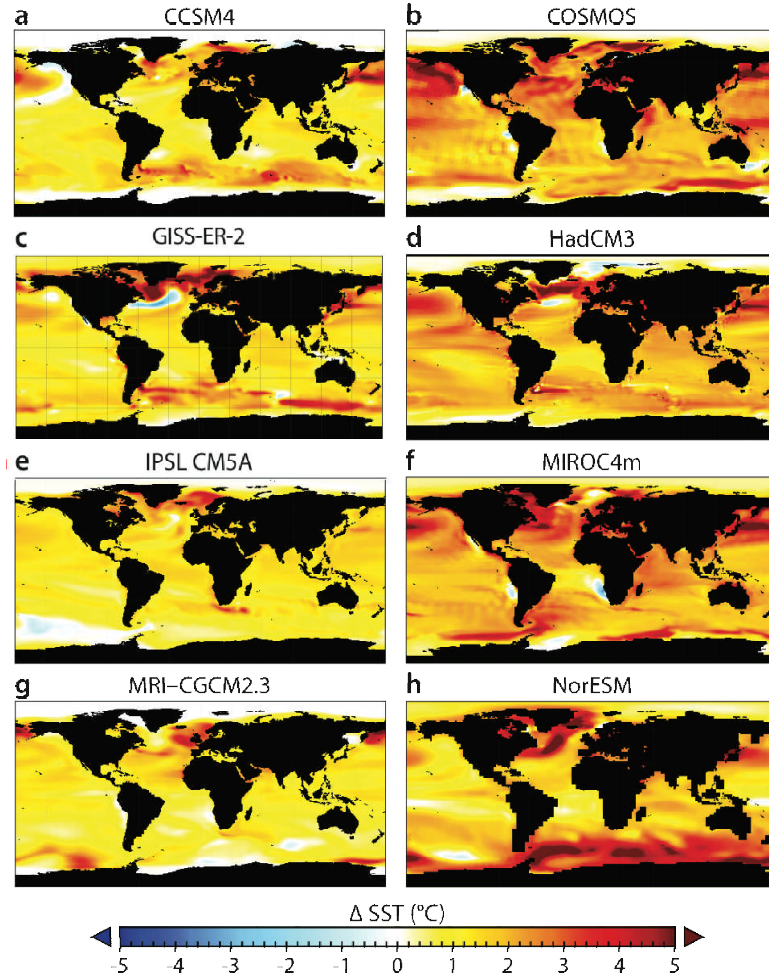 a CCSM4
b COSMOS
c GISS-ER-2
d HadCM3
e IPSL CM5A
f MIROC4m
g MRI–CGCM2.3
h NorESM
Δ SST (°C)
-5 -4 -3 -2 -1 0 1 2 3 4 5